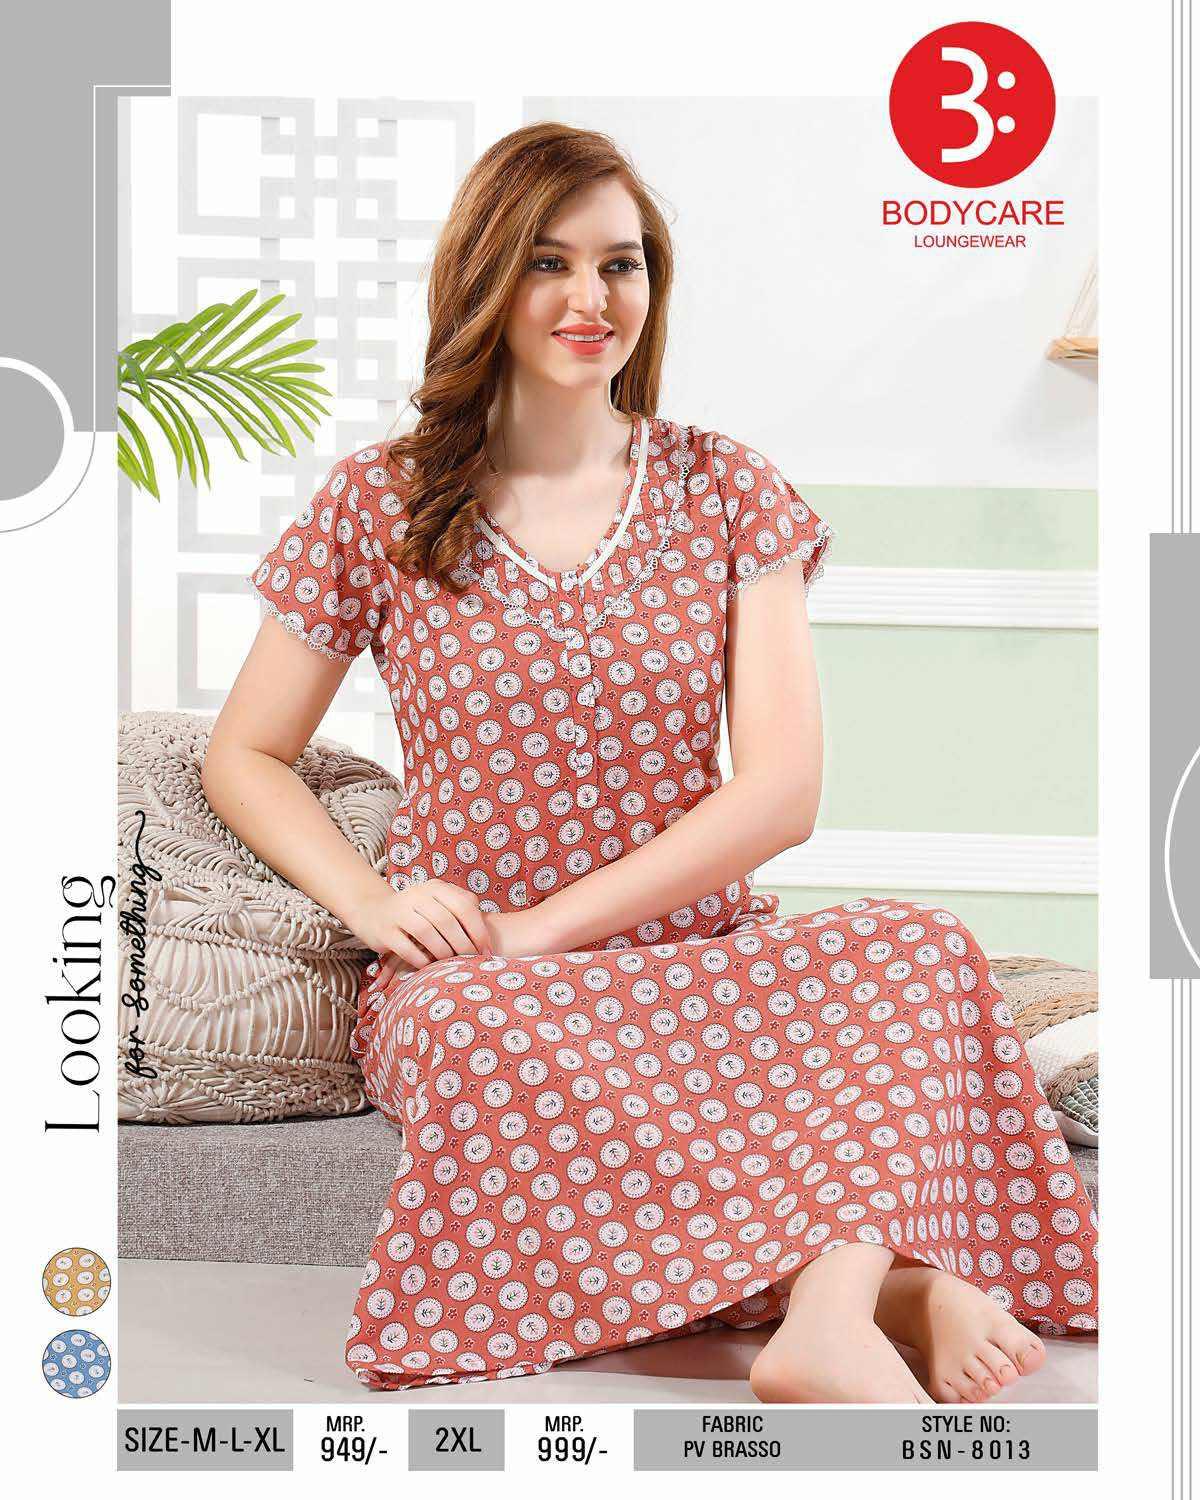 B:
BODYCARE
LOUNGEWEAR
Looking
for something
SIZE-M-L-XL
MRP.
949/-
2XL
MRP.
999/-
FABRIC
PV BRASSO
STYLE NO:
BSN-8013